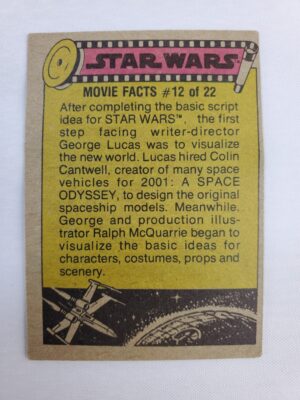 STAR WARS
MOVIE FACTS #12 of 22
After completing the basic script
idea for STAR WARS™, the first
step facing writer-director
George Lucas was to visualize
the new world. Lucas hired Colin
Cantwell, creator of many space
vehicles for 2001: A SPACE
ODYSSEY, to design the original
spaceship models. Meanwhile,
George and production illus-
trator Ralph McQuarrie began to
visualize the basic ideas for
characters, costumes, props and
scenery.